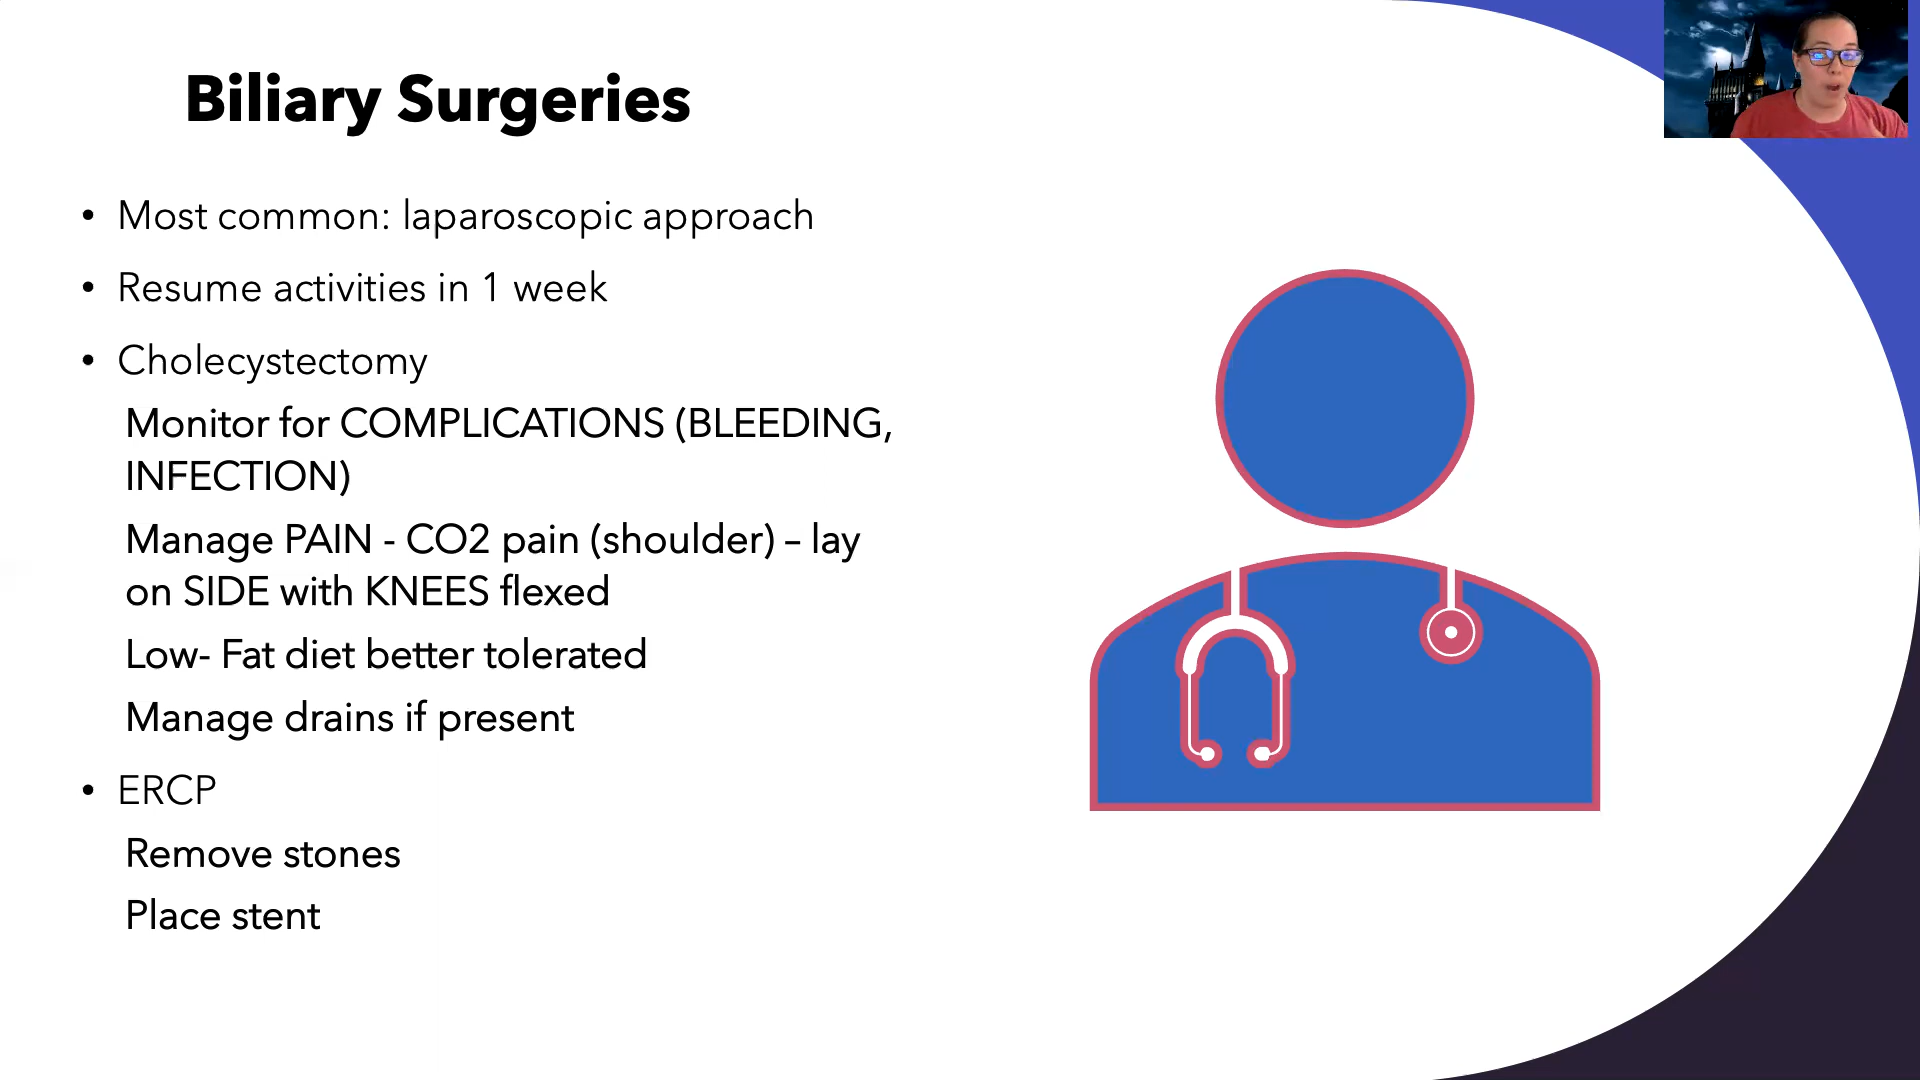 Biliary Surgeries
• Most common: laparoscopic approach
• Resume activities in 1 week
• Cholecystectomy
Monitor for COMPLICATIONS (BLEEDING,
INFECTION)
Manage PAIN - CO2 pain (shoulder) – lay
on SIDE with KNEES flexed
Low- Fat diet better tolerated
Manage drains if present
• ERCP
Remove stones
Place stent